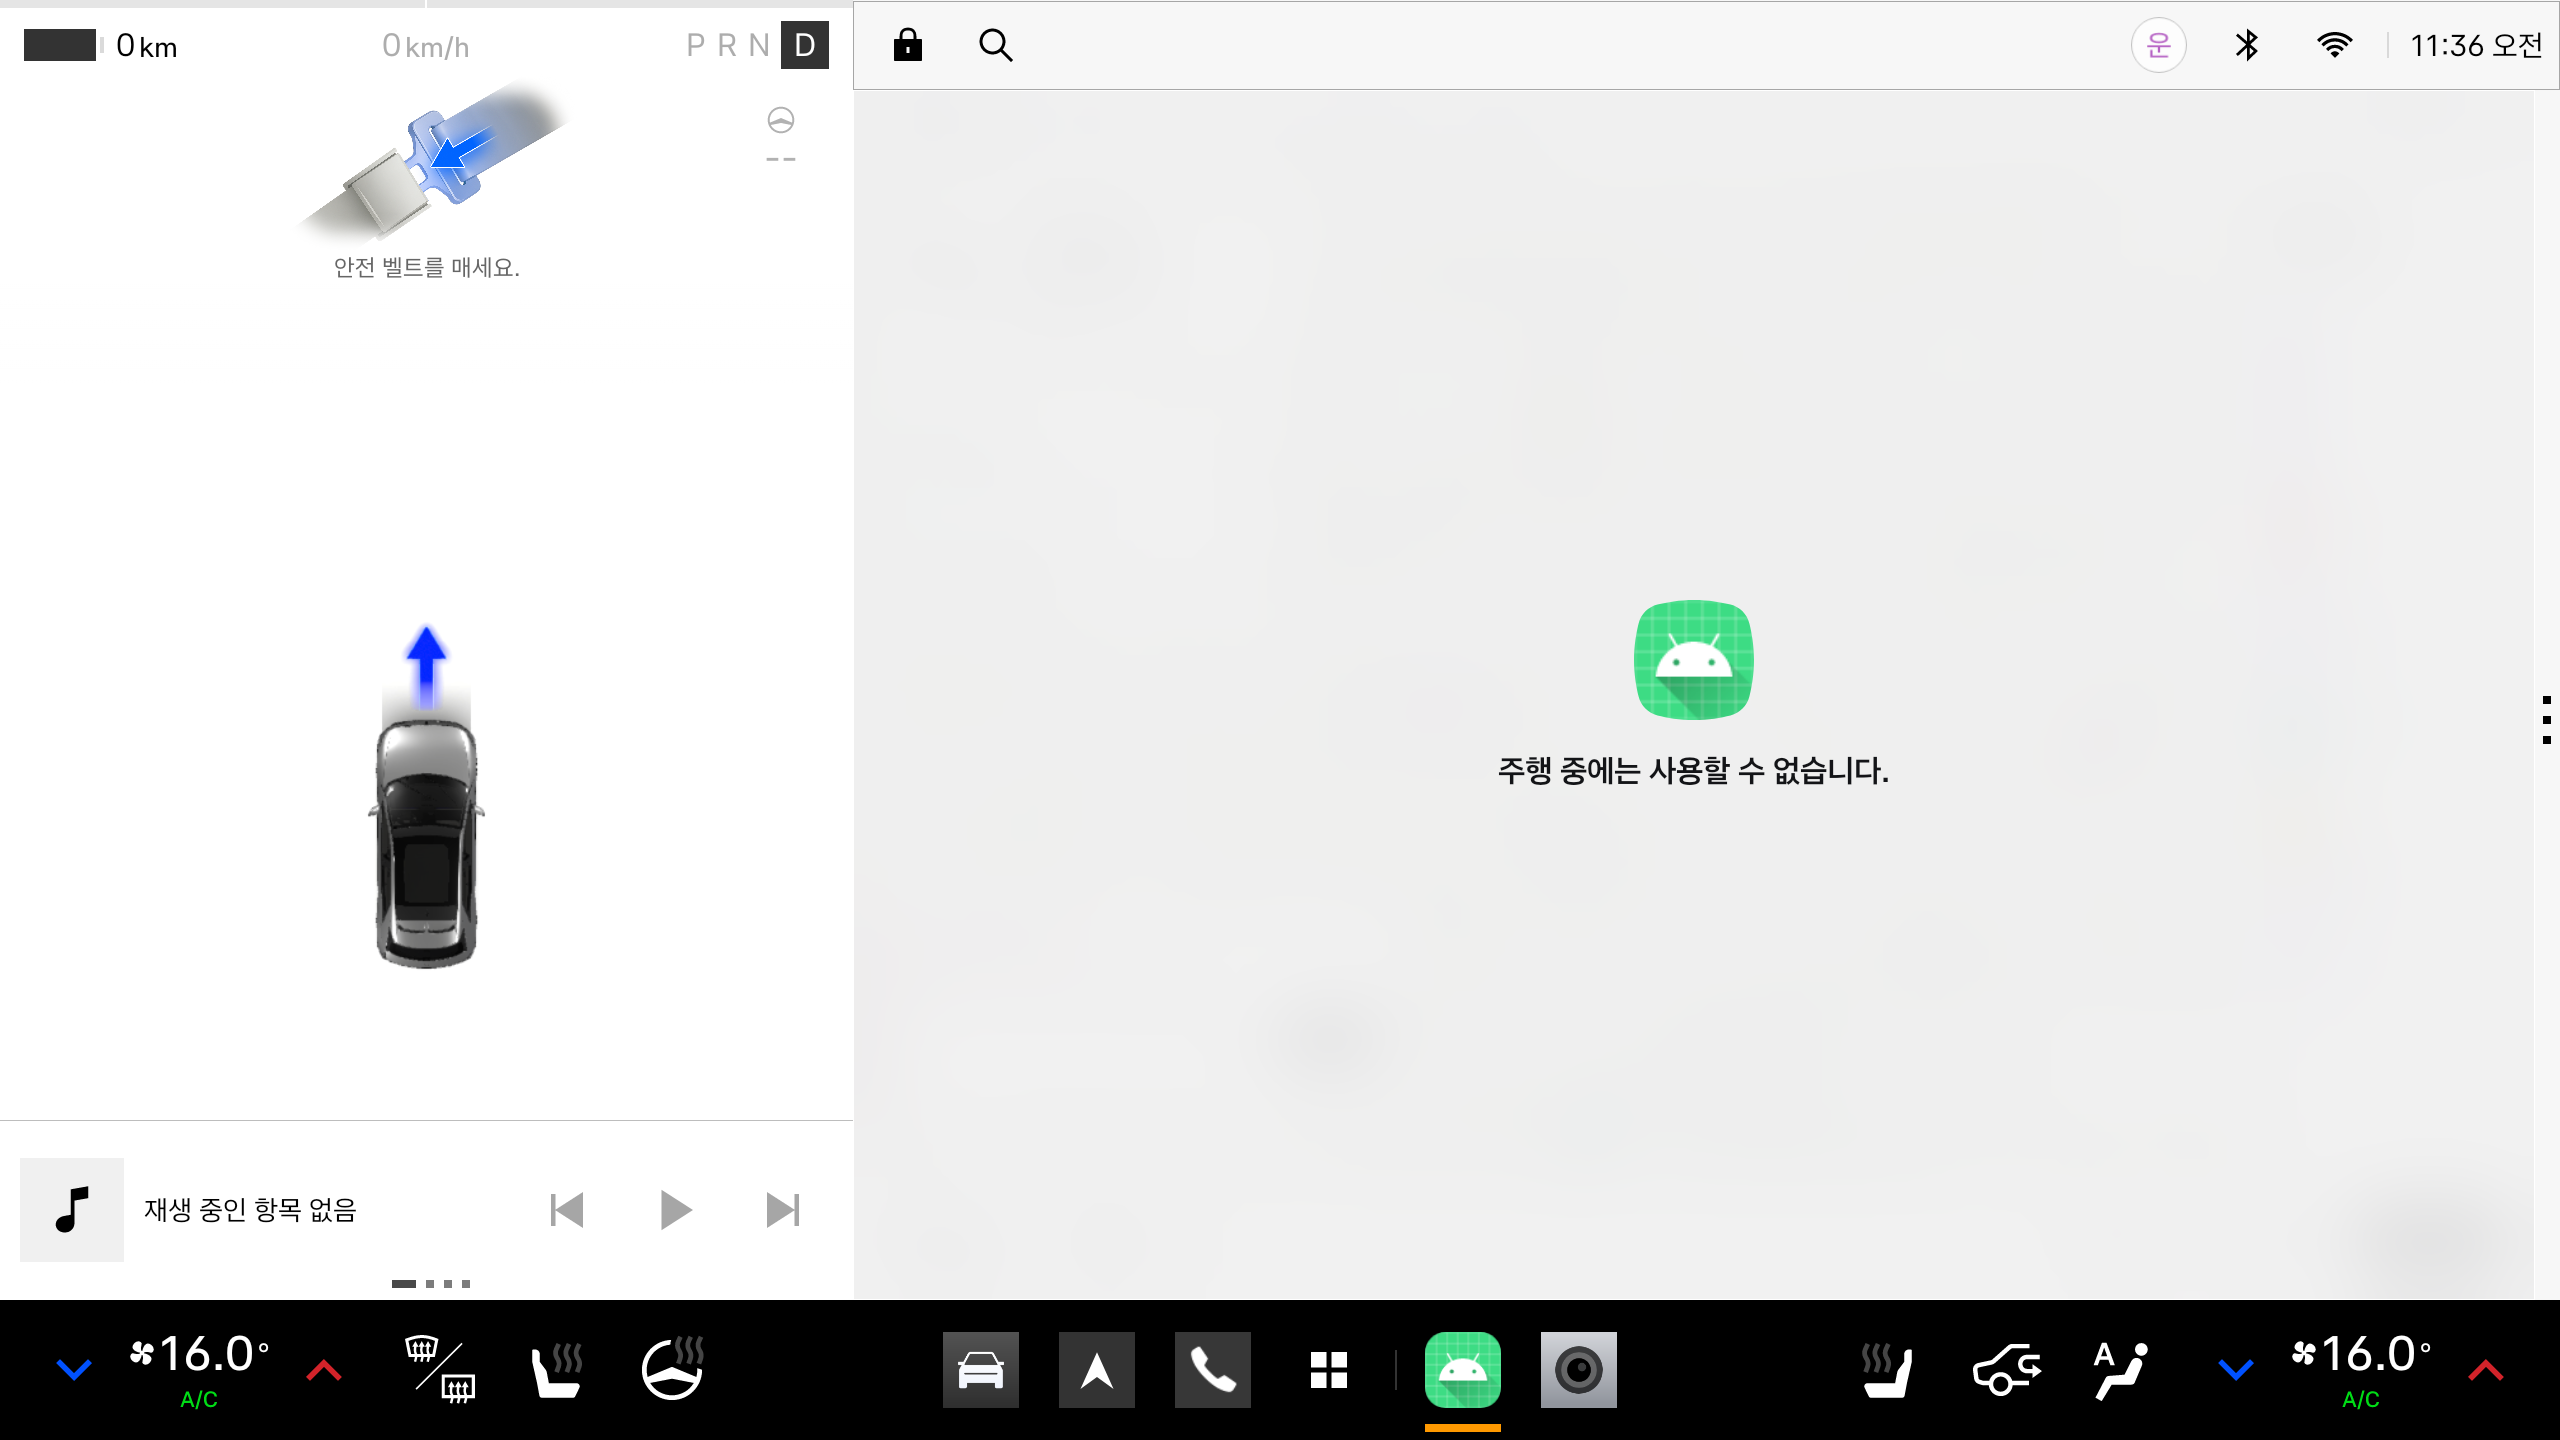 0 km
0 km/h
P R N D
운
11:36 오전
--
안전 벨트를 매세요.
주행 중에는 사용할 수 없습니다.
재생 중인 항목 없음
16.0°
A/C
A
16.0°
A/C